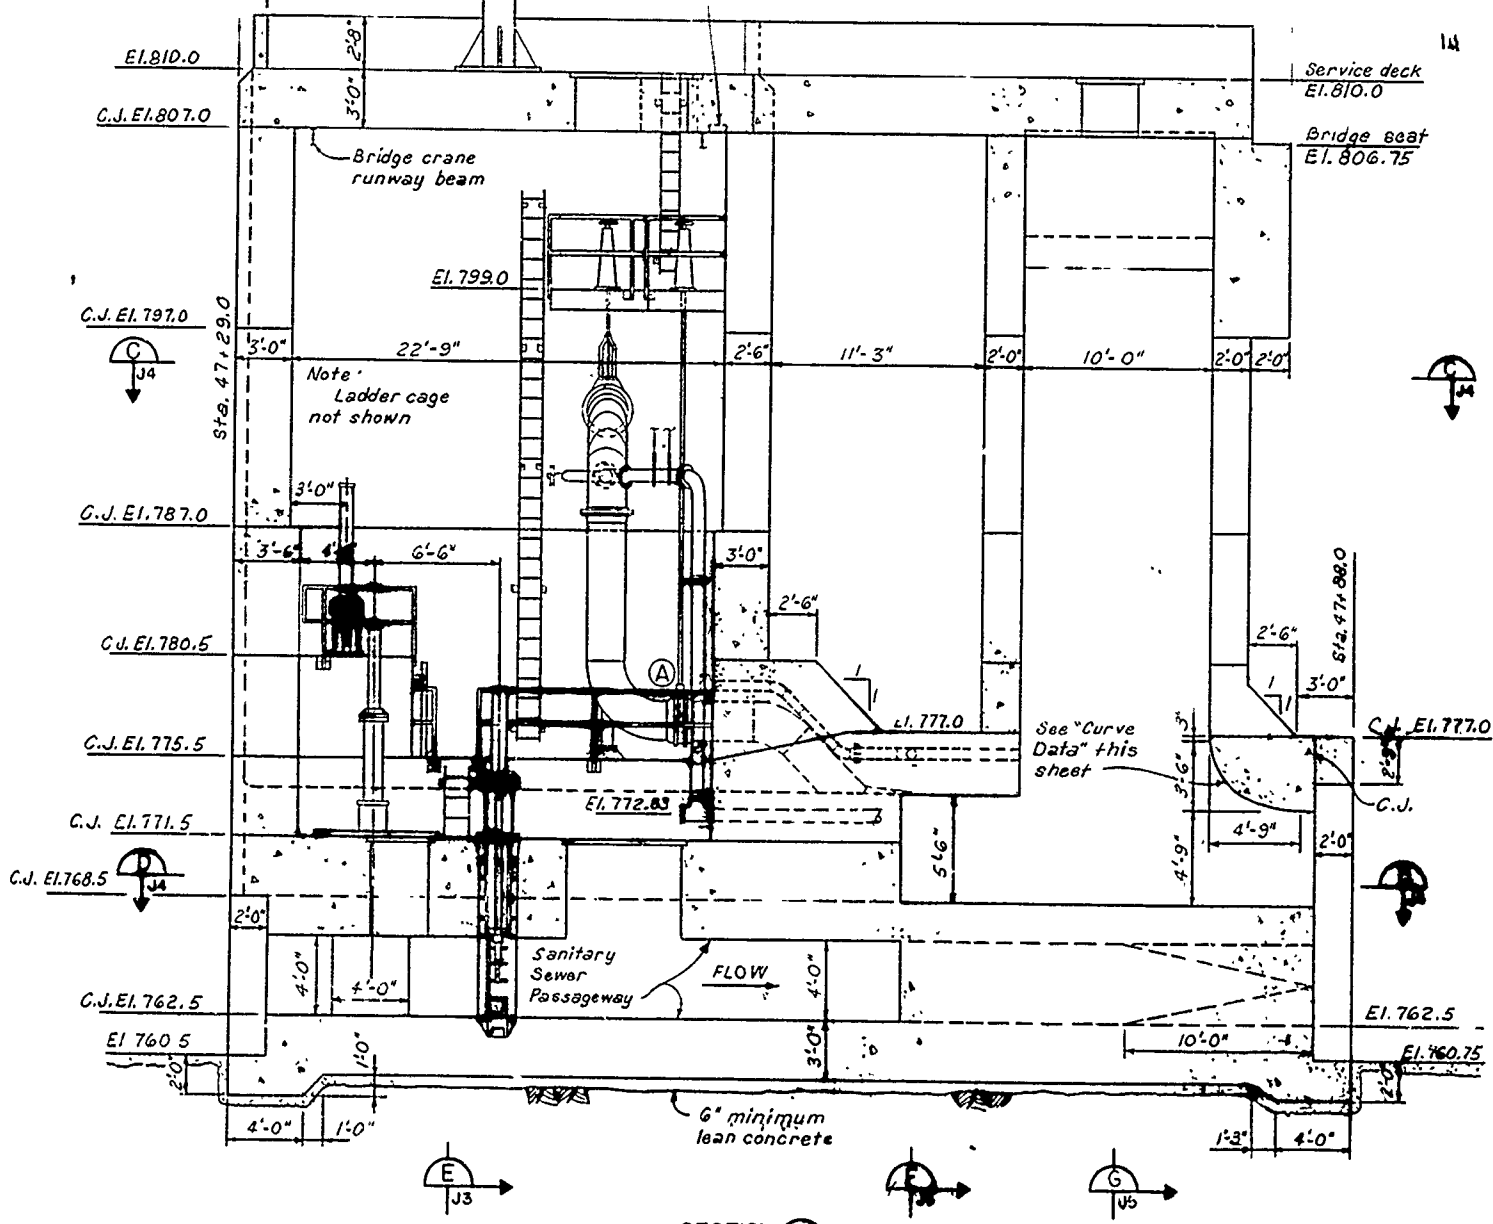 El.810.0
2'-8"
3'-0"
C.J. El.807.0
Service deck
El.810.0
Bridge seat
El. 806.75
Bridge crane
runway beam
El.799.0
C.J. El.797.0
Sta. 47+29.0
C
J4
3'-0"
22'-9"
2'-6"
11'-3"
2'-0"
10'-0"
2'-0"
2'-0"
C
J4
Note:
Ladder cage
not shown
3'-0"
C.J. El.787.0
3'-6"
6'-6"
3'-0"
2'-6"
C.J. El.780.5
A
1
1
2'-6"
1
1
3'-0"
Sta. 47+88.0
El.777.0
See "Curve
Data" this
sheet
3"
3'-6"
El.777.0
2'-9"
C.J.
C.J. El.775.5
El.772.83
4'-9"
4'-9"
2'-0"
C.J. El.771.5
5'-6"
D
J4
C.J. El.768.5
2'-0"
4'-0"
4'-0"
Sanitary
Sewer
Passageway
FLOW
4'-0"
3'-0"
C.J. El.762.5
El 760.5
El.762.5
10'-0"
El.760.75
2'-0"
1'-0"
2'-0"
4'-0"
1'-0"
6" minimum
lean concrete
1'-3"
4'-0"
E
J3
F
G
J5